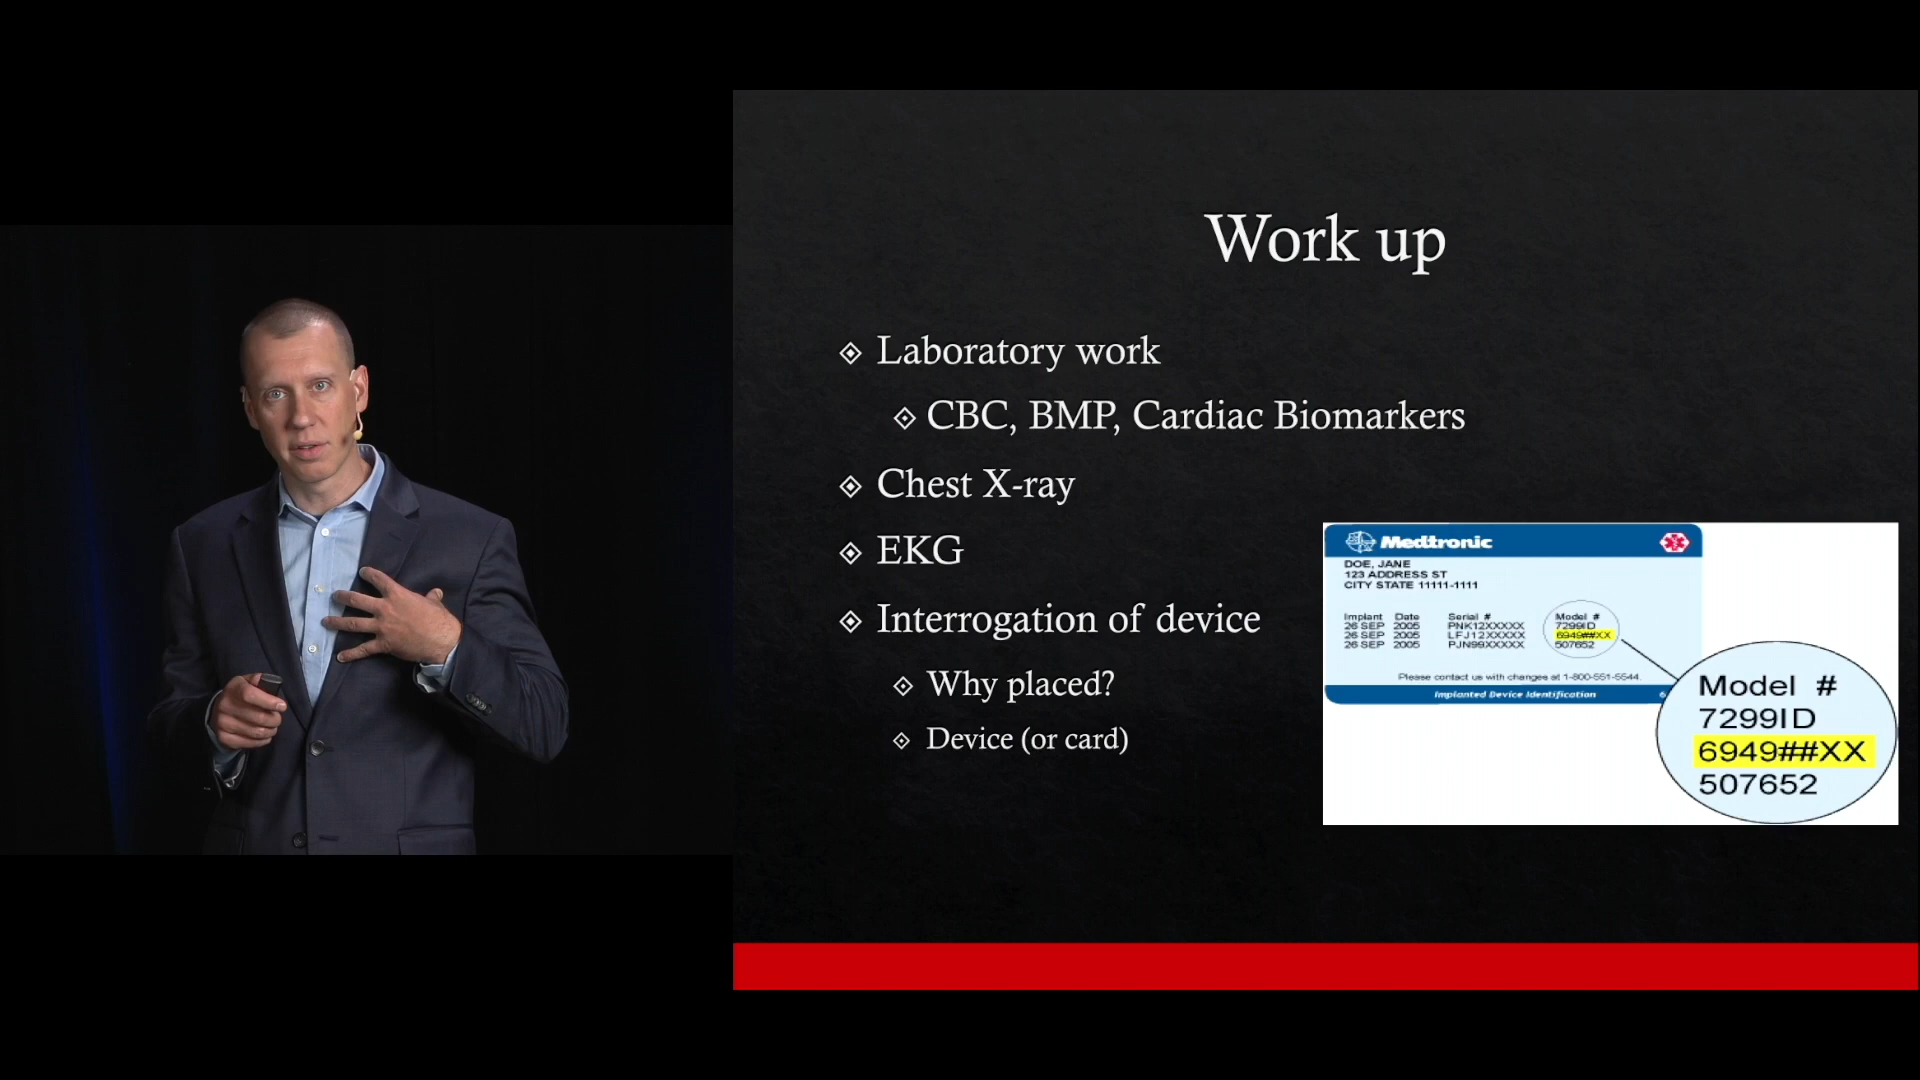 Work up
Laboratory work
CBC, BMP, Cardiac Biomarkers
Chest X-ray
EKG
Interrogation of device
Why placed?
Device (or card)
Medtronic
DOE, JANE
123 ADDRESS ST
CITY STATE 11111-1111
Implant Date Serial # Model #
26 SEP 2005 PNK12XXXXX 7299ID
26 SEP 2005 LFJ12XXXXXX 6949##XX
26 SEP 2005 PJN99XXXXX 507652
Please contact us with changes at 1-800-551-5544.
Implanted Device Identification
Model #
7299ID
6949##XX
507652